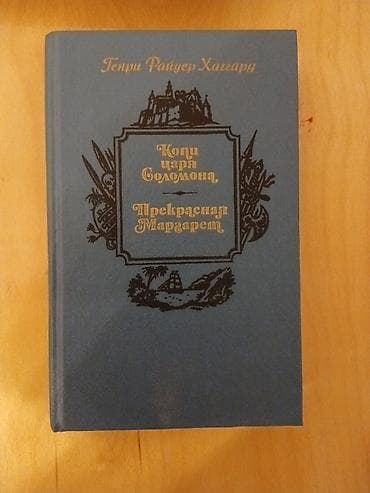 Генри Райдер Хаггард
Копи
царя
Соломона
Прекрасная
Маргарет